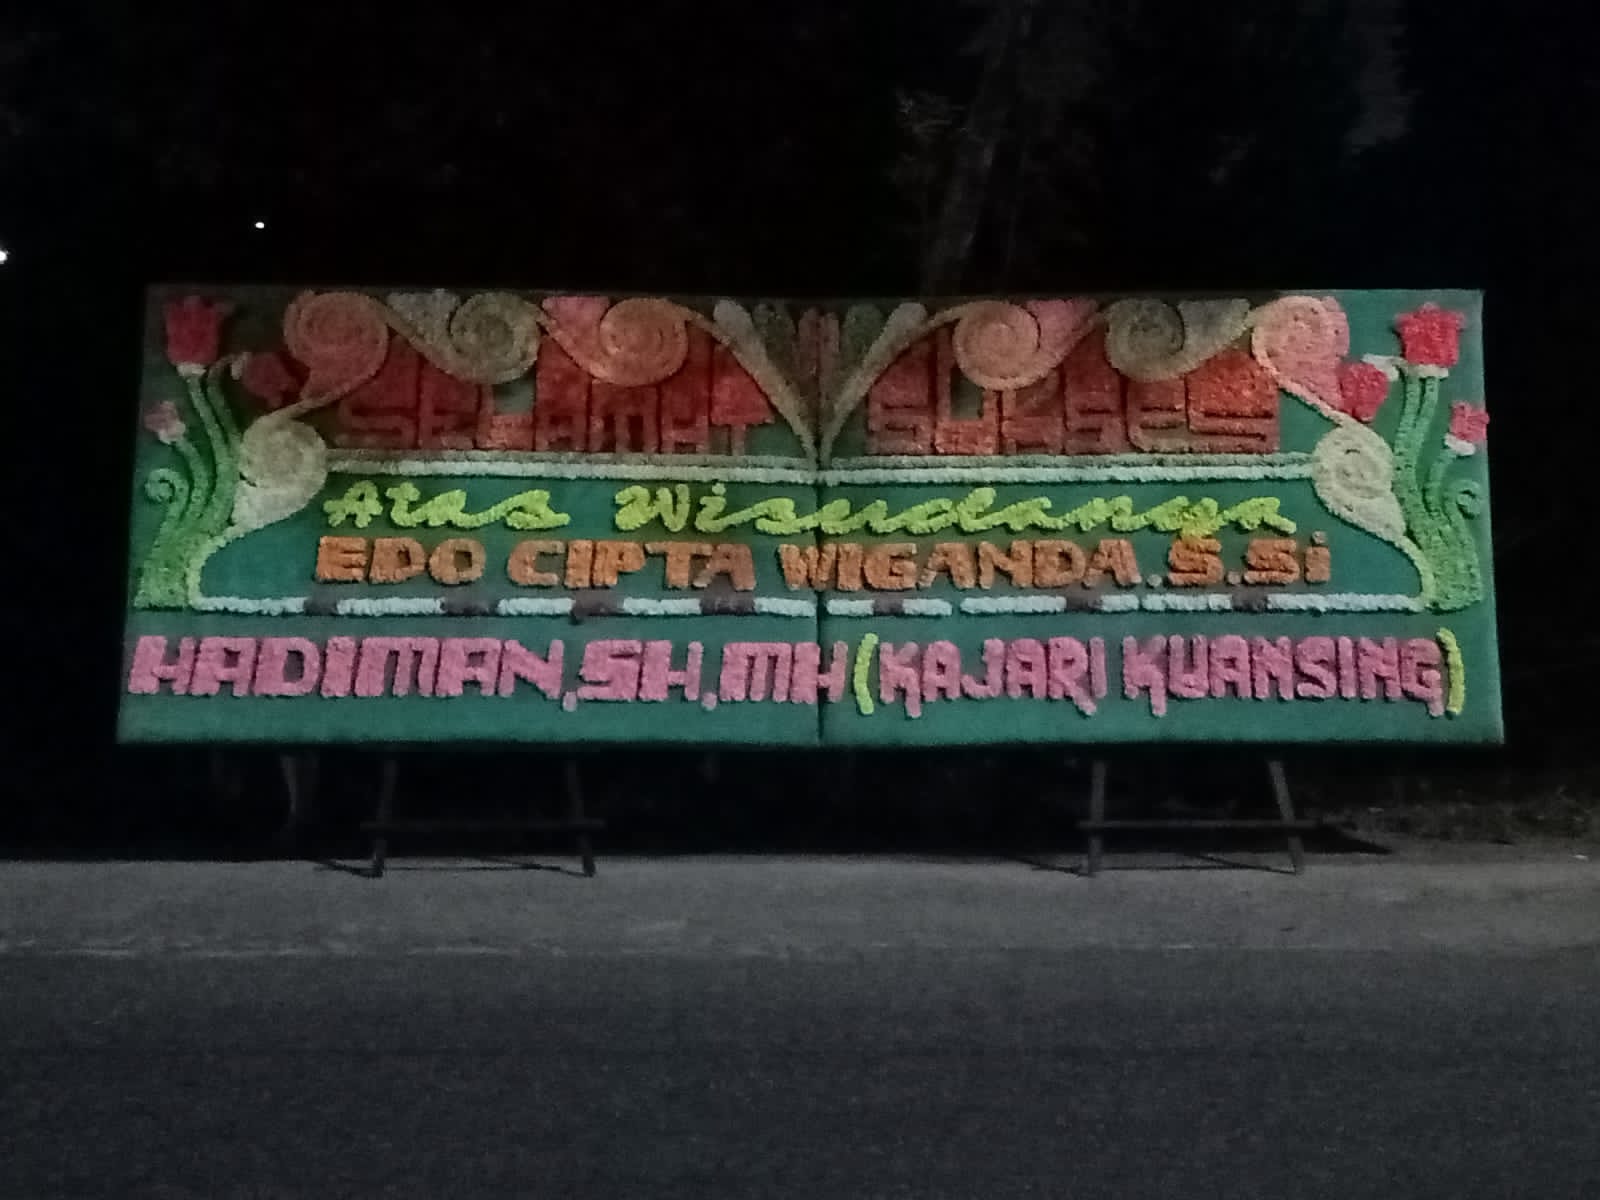 SELAMAT SUKSES
Atas Wisudanya
EDO CIPTA WIGANDA.S.Si
HADIMAN,SH,MH (KAJARI KUANSING)